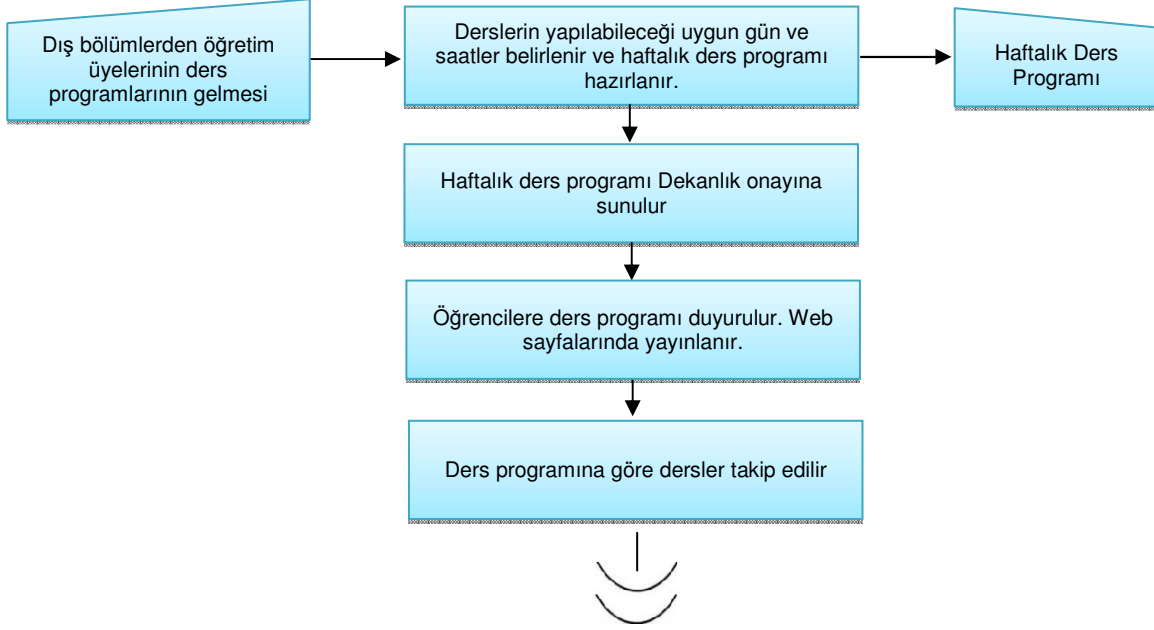 Dış bölümlerden öğretim
üyelerinin ders
programlarının gelmesi
Derslerin yapılabileceği uygun gün ve
saatler belirlenir ve haftalık ders programı
hazırlanır.
Haftalık Ders
Programı
Haftalık ders programı Dekanlık onayına
sunulur
Öğrencilere ders programı duyurulur. Web
sayfalarında yayınlanır.
Ders programına göre dersler takip edilir